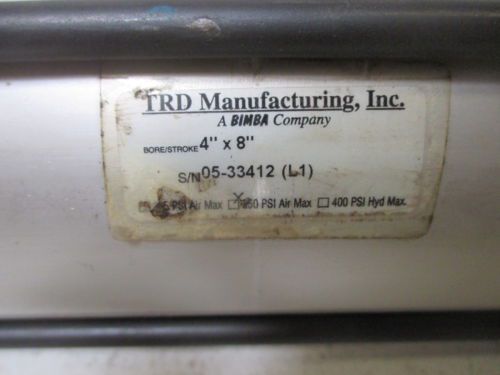 TRD Manufacturing, Inc.
A BIMBA Company
BORE/STROKE 4" x 8"
S/N 05-33412 (L1)
PSI Air Max X 250 PSI Air Max ☐ 400 PSI Hyd Max.